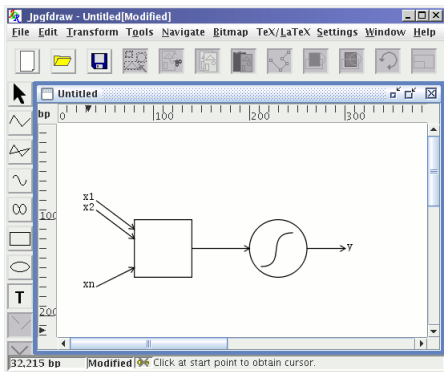 Jpgfdraw - Untitled[Modified]
File Edit Transform Tools Navigate Bitmap TeX/LaTeX Settings Window Help
Untitled
bp 0 100 200 300
x1
x2
100
y
xn
T
200
32,215 bp Modified Click at start point to obtain cursor.